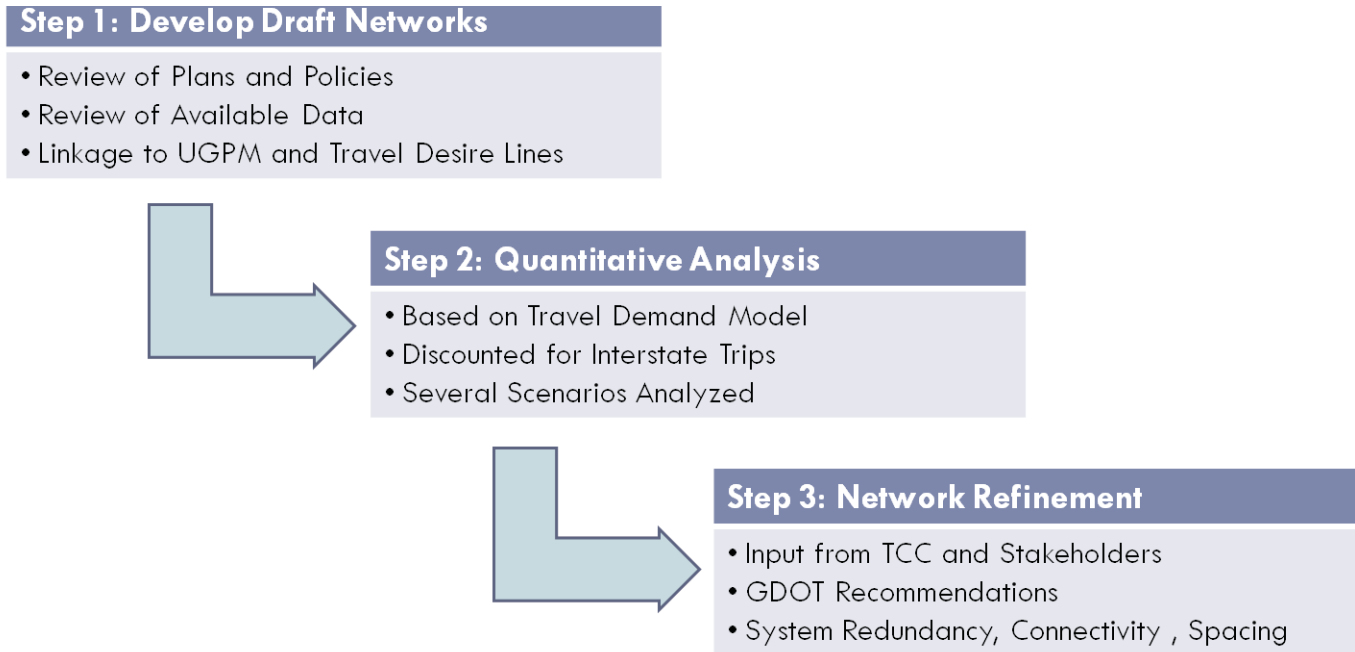 Step 1: Develop Draft Networks
• Review of Plans and Policies
• Review of Available Data
• Linkage to UGPM and Travel Desire Lines
Step 2: Quantitative Analysis
• Based on Travel Demand Model
• Discounted for Interstate Trips
• Several Scenarios Analyzed
Step 3: Network Refinement
• Input from TCC and Stakeholders
• GDOT Recommendations
• System Redundancy, Connectivity , Spacing